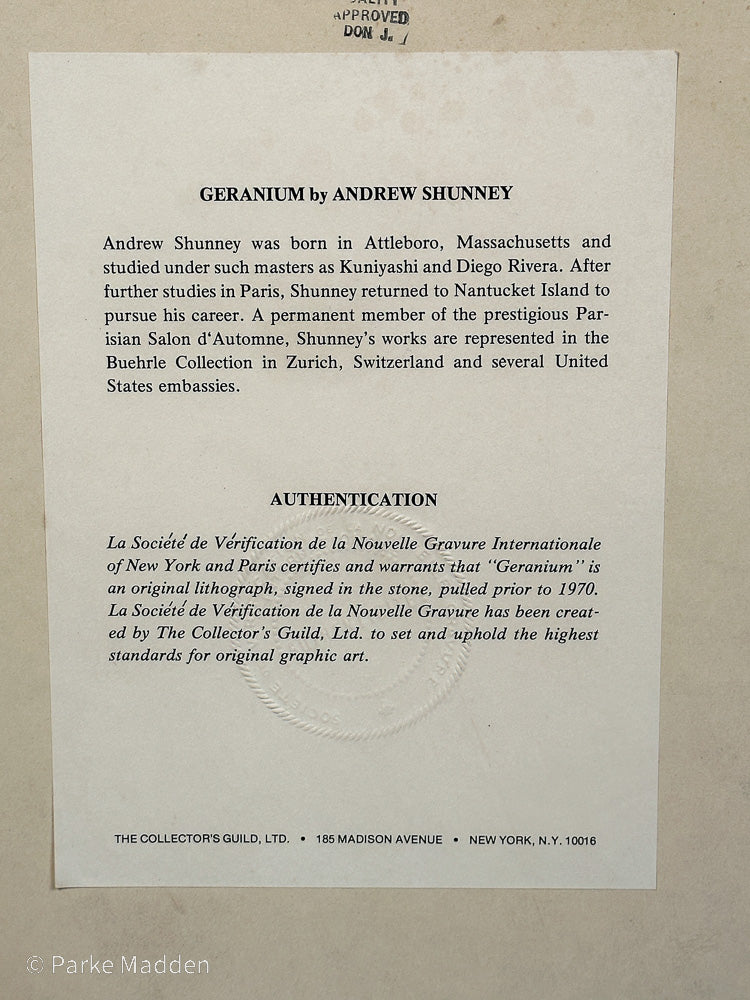 APPROVED
DON J.
GERANIUM by ANDREW SHUNNEY
Andrew Shunney was born in Attleboro, Massachusetts and
studied under such masters as Kuniyashi and Diego Rivera. After
further studies in Paris, Shunney returned to Nantucket Island to
pursue his career. A permanent member of the prestigious Par-
isian Salon d‘Automne, Shunney's works are represented in the
Buehrle Collection in Zurich, Switzerland and several United
States embassies.
AUTHENTICATION
La Société de Vérification de la Nouvelle Gravure Internationale
of New York and Paris certifies and warrants that "Geranium" is
an original lithograph, signed in the stone, pulled prior to 1970.
La Société de Vérification de la Nouvelle Gravure has been creat-
ed by The Collector's Guild, Ltd. to set and uphold the highest
standards for original graphic art.
THE COLLECTOR'S GUILD, LTD. • 185 MADISON AVENUE • NEW YORK, N.Y. 10016
© Parke Madden